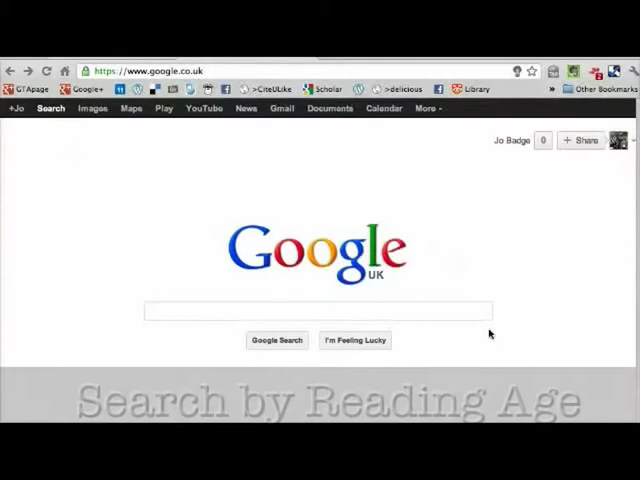 https://www.google.co.uk
GTApage Google+ >CiteULike Scholar >delicious Library » Other Bookmarks
+Jo Search Images Maps Play YouTube News Gmail Documents Calendar More
Jo Badge 0 + Share
Google
UK
Google Search I'm Feeling Lucky
Search by Reading Age